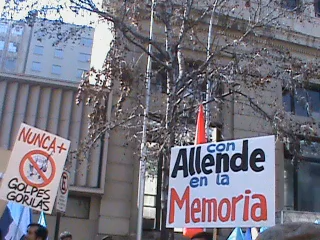 NUNCA +
GOLPES
GORILAS
con
Allende
en la
Memoria